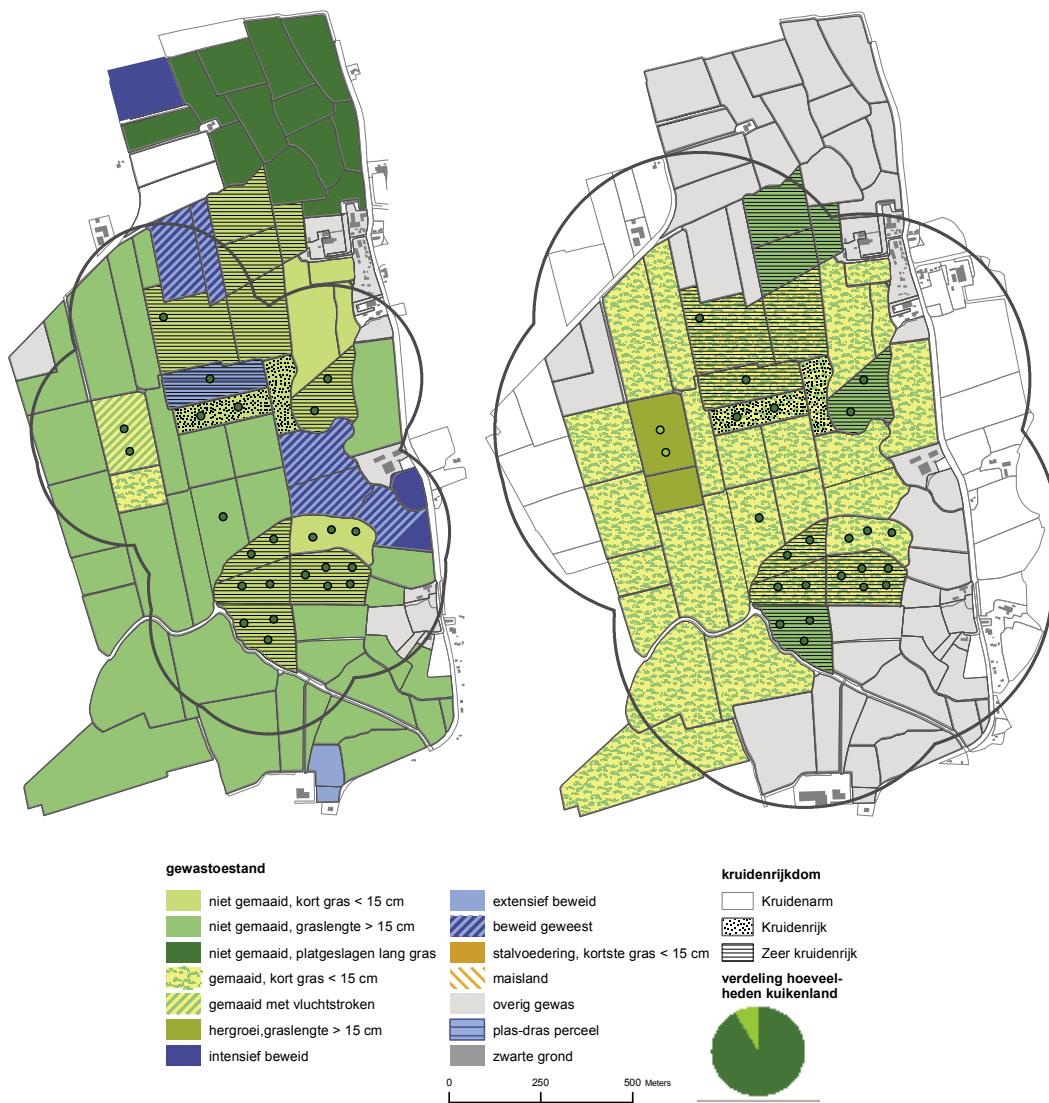 gewastoestand
niet gemaaid, kort gras < 15 cm
niet gemaaid, graslengte > 15 cm
niet gemaaid, platgeslagen lang gras
gemaaid, kort gras < 15 cm
gemaaid met vluchtstroken
hergroei,graslengte > 15 cm
intensief beweid
extensief beweid
beweid geweest
stalvoedering, kortste gras < 15 cm
maisland
overig gewas
plas-dras perceel
zwarte grond
0 250 500 Meters
kruidenrijkdom
Kruidenarm
Kruidenrijk
Zeer kruidenrijk
verdeling hoeveel-
heden kuikenland